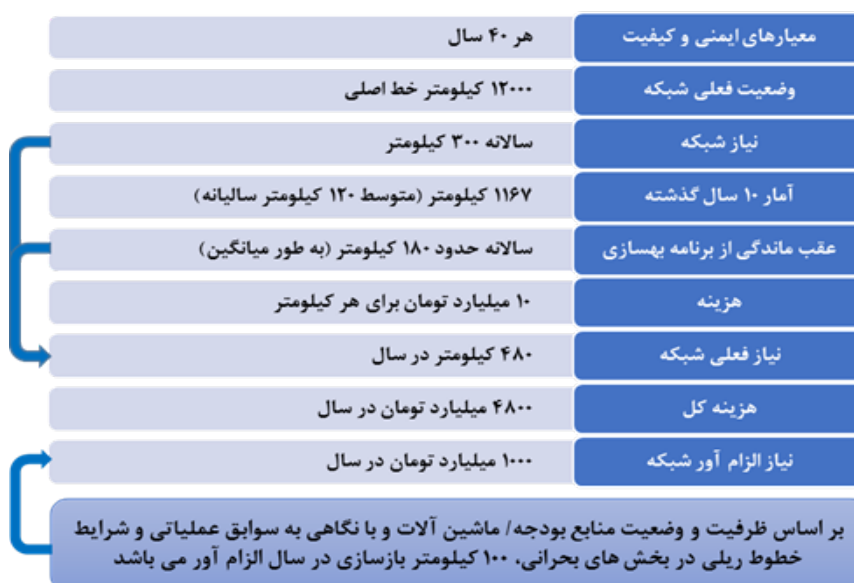 معیارهای ایمنی و کیفیت هر ۴۰ سال
وضعیت فعلی شبکه ۱۲۰۰۰ کیلومتر خط اصلی
نیاز شبکه سالانه ۳۰۰ کیلومتر
آمار ۱۰ سال گذشته ۱۱۶۷ کیلومتر (متوسط ۱۲۰ کیلومتر سالیانه)
عقب ماندگی از برنامه بهسازی سالانه حدود ۱۸۰ کیلومتر (به طور میانگین)
هزینه ۱۰ میلیارد تومان برای هر کیلومتر
نیاز فعلی شبکه ۴۸۰ کیلومتر در سال
هزینه کل ۴۸۰۰ میلیارد تومان در سال
نیاز الزام آور شبکه ۱۰۰۰ میلیارد تومان در سال
بر اساس ظرفیت و وضعیت منابع بودجه/ ماشین آلات و با نگاهی به سوابق عملیاتی و شرایط
خطوط ریلی در بخش های بحرانی، ۱۰۰ کیلومتر بازسازی در سال الزام آور می باشد